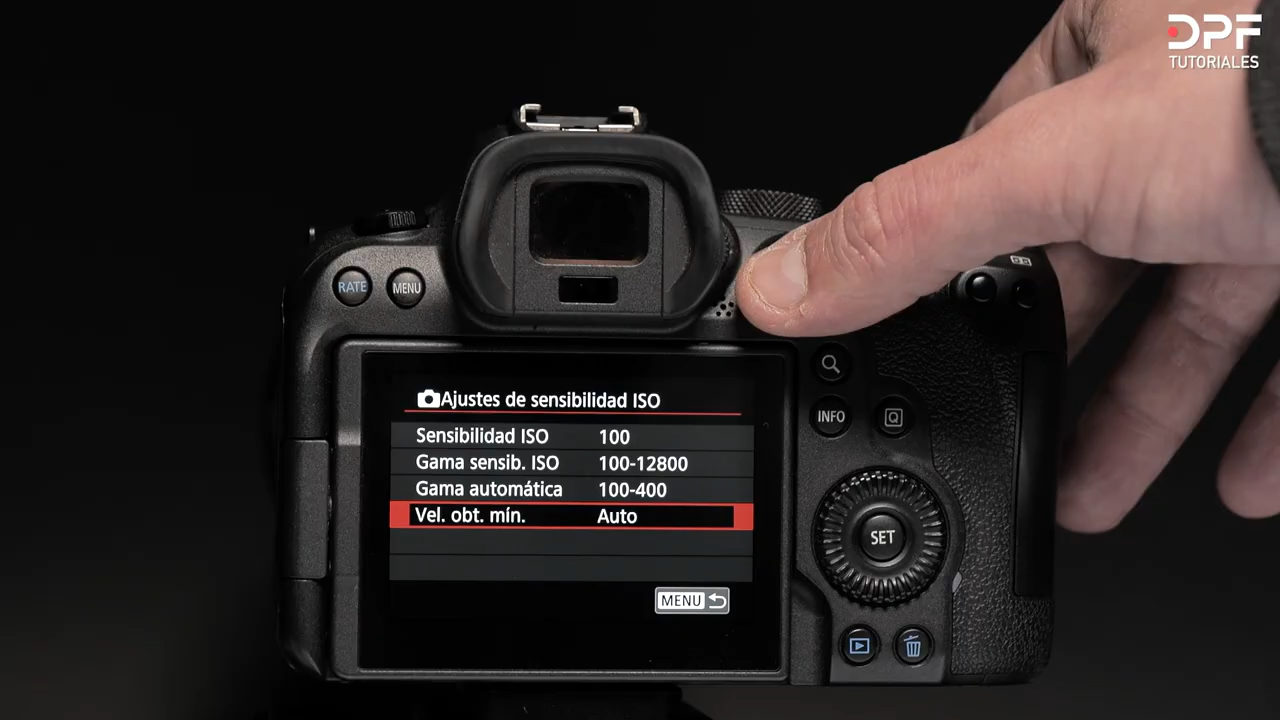 DPF
TUTORIALES
RATE
MENU
Ajustes de sensibilidad ISO
Sensibilidad ISO 100
Gama sensib. ISO 100-12800
Gama automática 100-400
Vel. obt. mín. Auto
MENU
INFO
Q
SET